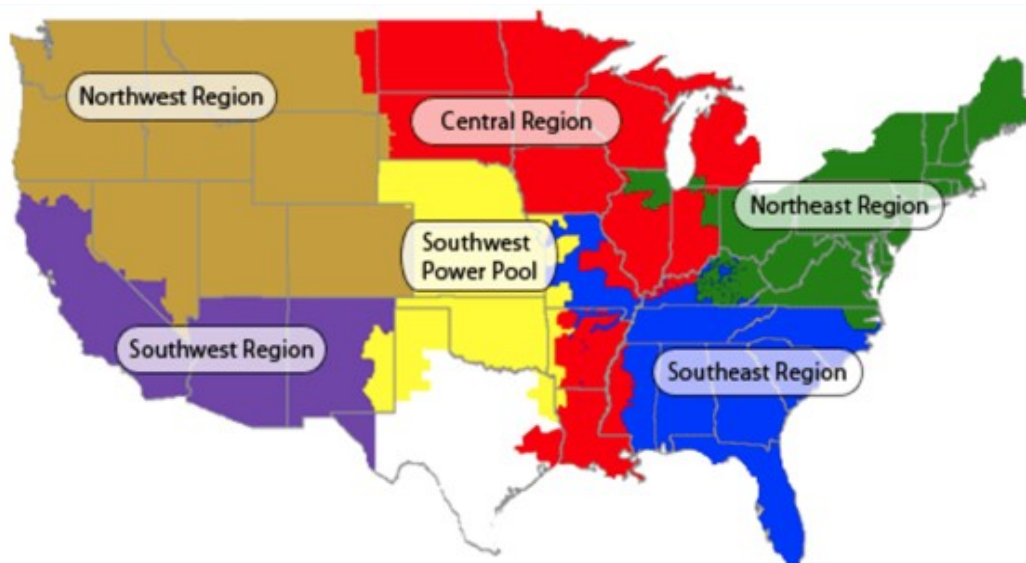 Northwest Region
Central Region
Northeast Region
Southwest
Power Pool
Southwest Region
Southeast Region